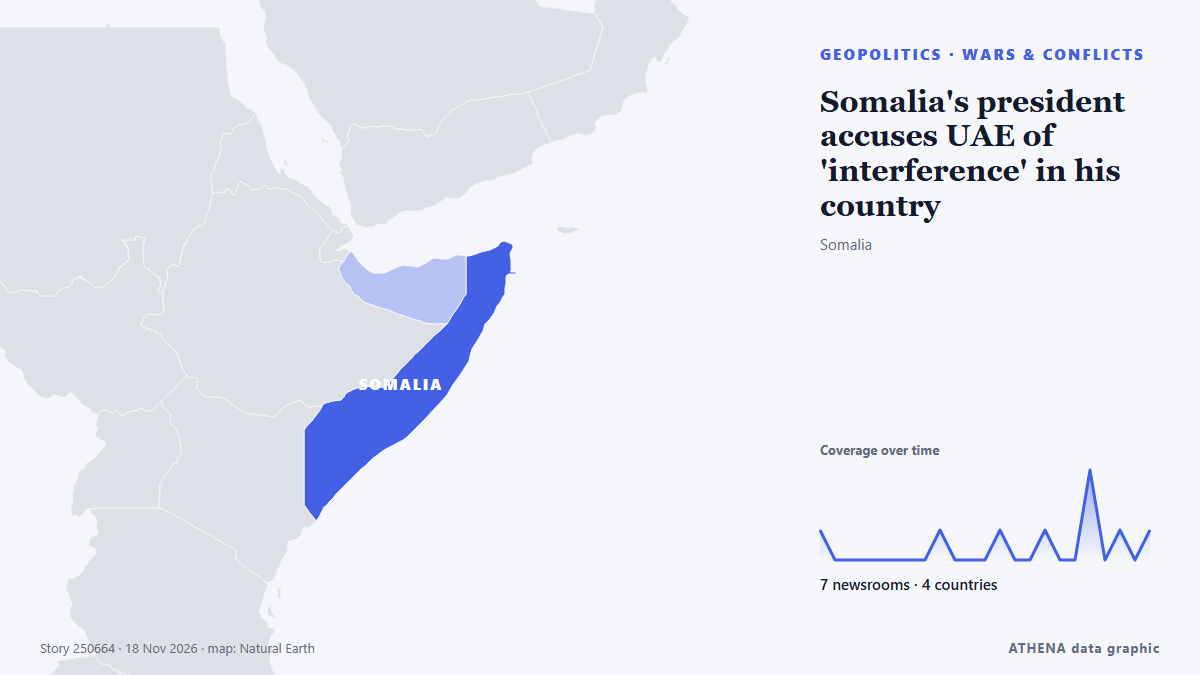 GEOPOLITICS · WARS & CONFLICTS
Somalia's president
accuses UAE of
'interference' in his
country
Somalia
SOMALIA
Coverage over time
7 newsrooms · 4 countries
Story 250664 · 18 Nov 2026 · map: Natural Earth
ATHENA data graphic